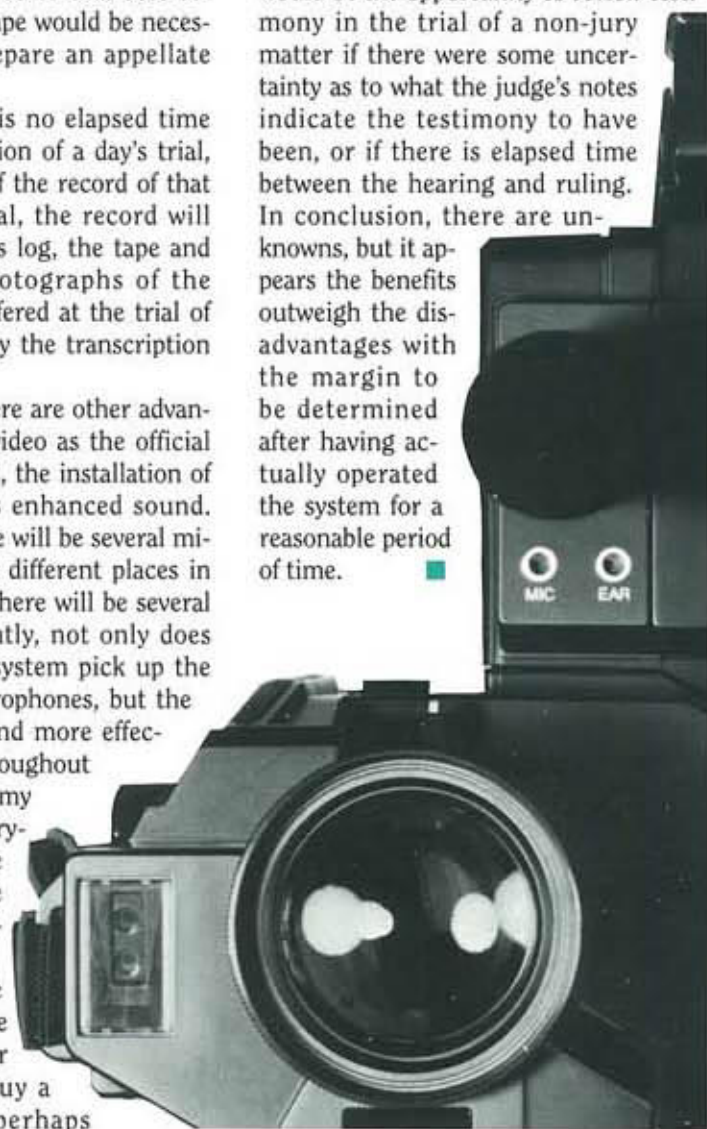 ape would be neces-
epare an appellate
is no elapsed time
ion of a day's trial,
f the record of that
al, the record will
s log, the tape and
otographs of the
fered at the trial of
y the transcription
ere are other advan-
video as the official
, the installation of
s enhanced sound.
e will be several mi-
different places in
here will be several
ntly, not only does
system pick up the
rophones, but the
nd more effec-
oughout
my
ry-
e
e
r
uy a
perhaps
mony in the trial of a non-jury
matter if there were some uncer-
tainty as to what the judge's notes
indicate the testimony to have
been, or if there is elapsed time
between the hearing and ruling.
In conclusion, there are un-
knowns, but it ap-
pears the benefits
outweigh the dis-
advantages with
the margin to
be determined
after having ac-
tually operated
the system for a
reasonable period
of time.
MIC EAR